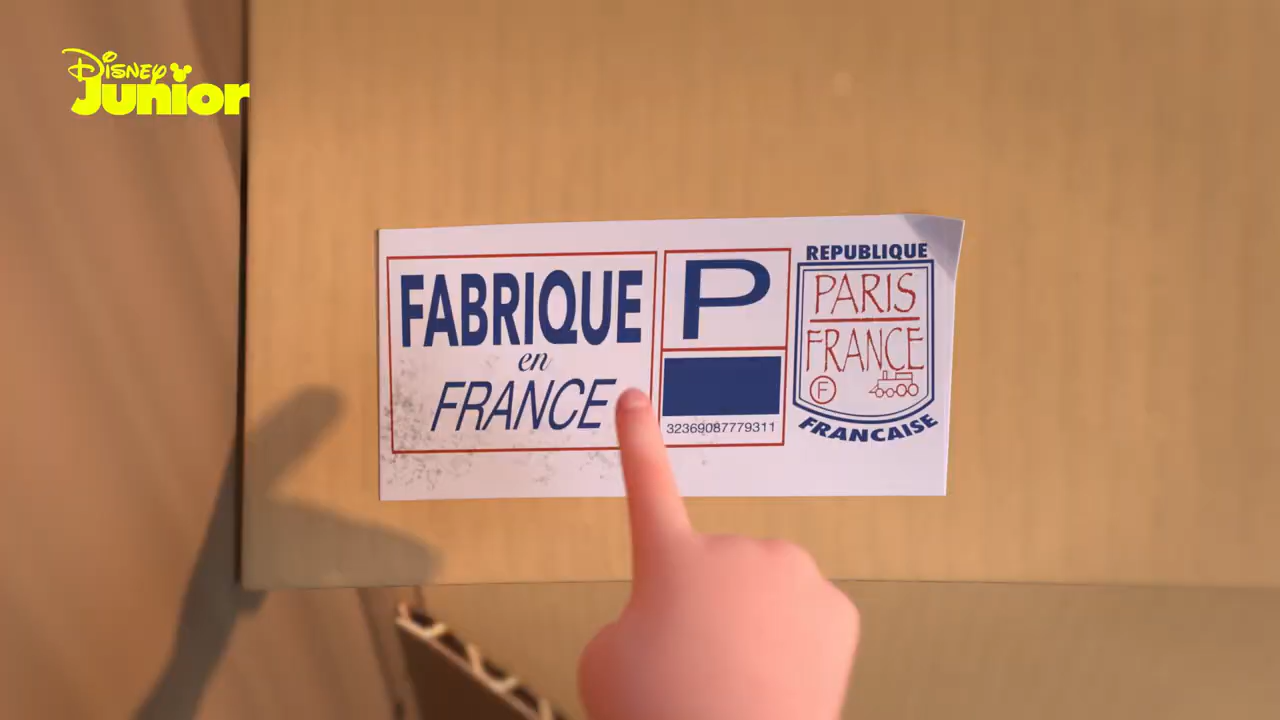 Disney
Junior
FABRIQUE
en
FRANCE
P
32369087779311
REPUBLIQUE
PARIS
FRANCE
F
FRANCAISE